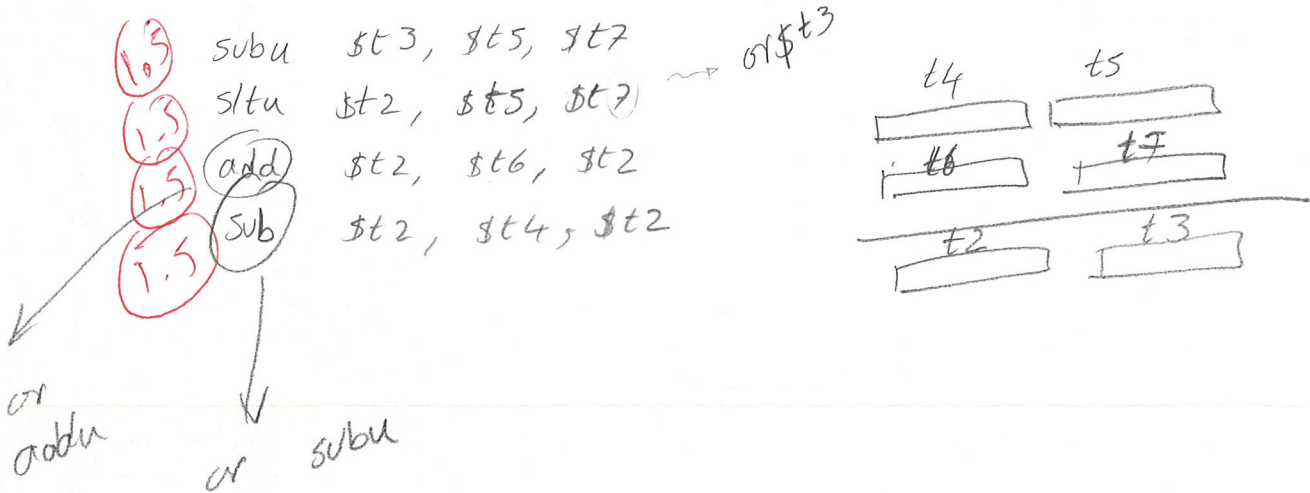 1.5 subu $t3, $t5, $t7
1.5 sltu $t2, $t5, $t7 → or $t3
1.5 add $t2, $t6, $t2
1.5 sub $t2, $t4, $t2
or addu
or subu
t4 t5
t6 t7
t2 t3